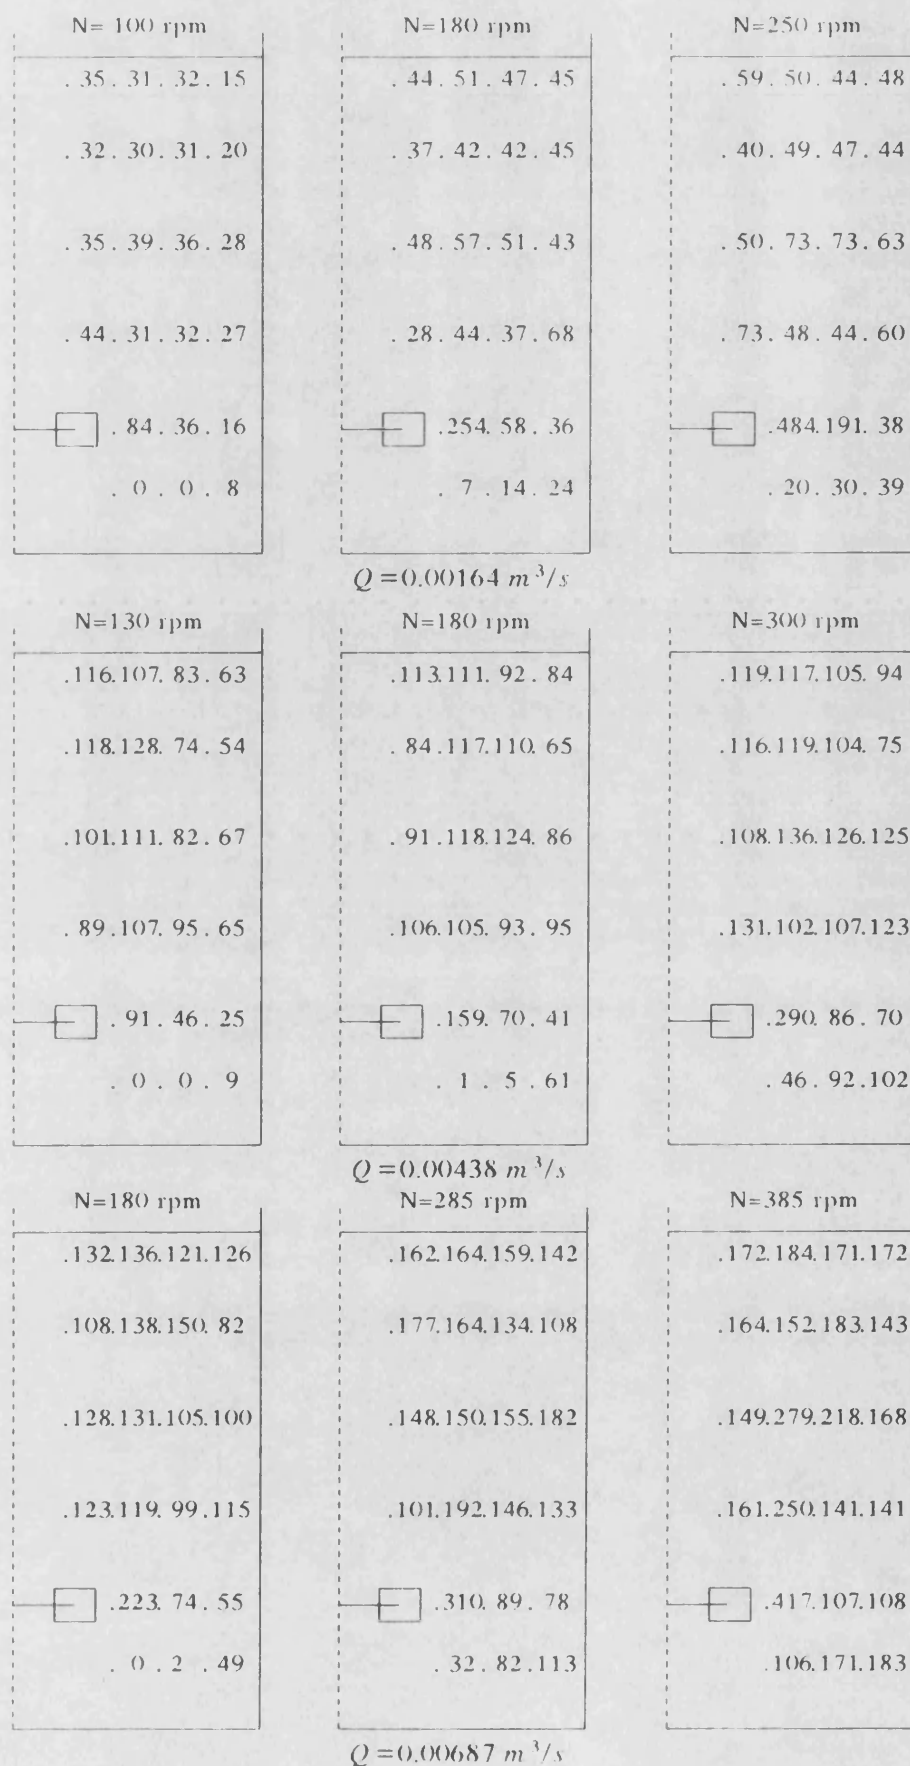 N= 100 rpm N=180 rpm N=250 rpm
. 35 . 31 . 32 . 15 . 44 . 51 . 47 . 45 . 59 . 50 . 44 . 48
. 32 . 30 . 31 . 20 . 37 . 42 . 42 . 45 . 40 . 49 . 47 . 44
. 35 . 39 . 36 . 28 . 48 . 57 . 51 . 43 . 50 . 73 . 73 . 63
. 44 . 31 . 32 . 27 . 28 . 44 . 37 . 68 . 73 . 48 . 44 . 60
. 84 . 36 . 16 .254. 58 . 36 .484.191. 38
. 0 . 0 . 8 . 7 . 14 . 24 . 20 . 30 . 39
Q =0.00164 m³/s
N=130 rpm N=180 rpm N=300 rpm
.116.107. 83 . 63 .113.111. 92 . 84 .119.117.105. 94
.118.128. 74 . 54 . 84 .117.110. 65 .116.119.104. 75
.101.111. 82 . 67 . 91 .118.124. 86 .108.136.126.125
. 89 .107. 95 . 65 .106.105. 93 . 95 .131.102.107.123
. 91 . 46 . 25 .159. 70 . 41 .290. 86 . 70
. 0 . 0 . 9 . 1 . 5 . 61 . 46 . 92 .102
Q =0.00438 m³/s
N=180 rpm N=285 rpm N=385 rpm
.132.136.121.126 .162.164.159.142 .172.184.171.172
.108.138.150. 82 .177.164.134.108 .164.152.183.143
.128.131.105.100 .148.150.155.182 .149.279.218.168
.123.119. 99 .115 .101.192.146.133 .161.250.141.141
.223. 74 . 55 .310. 89 . 78 .417.107.108
. 0 . 2 . 49 . 32 . 82 .113 .106.171.183
Q =0.00687 m³/s